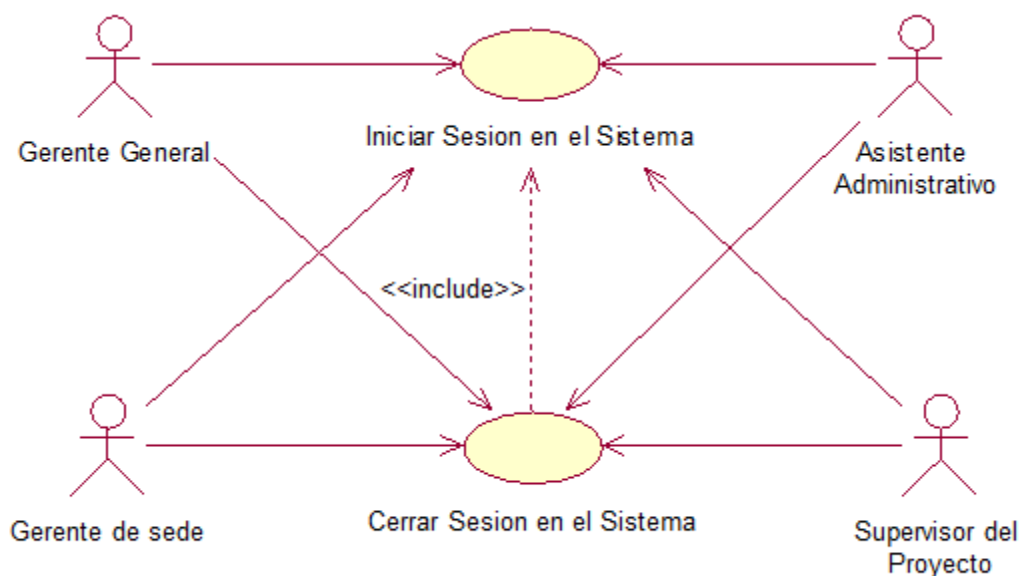 Gerente General
Iniciar Sesion en el Sistema
Asistente
Administrativo
<<include>>
Gerente de sede
Cerrar Sesion en el Sistema
Supervisor del
Proyecto